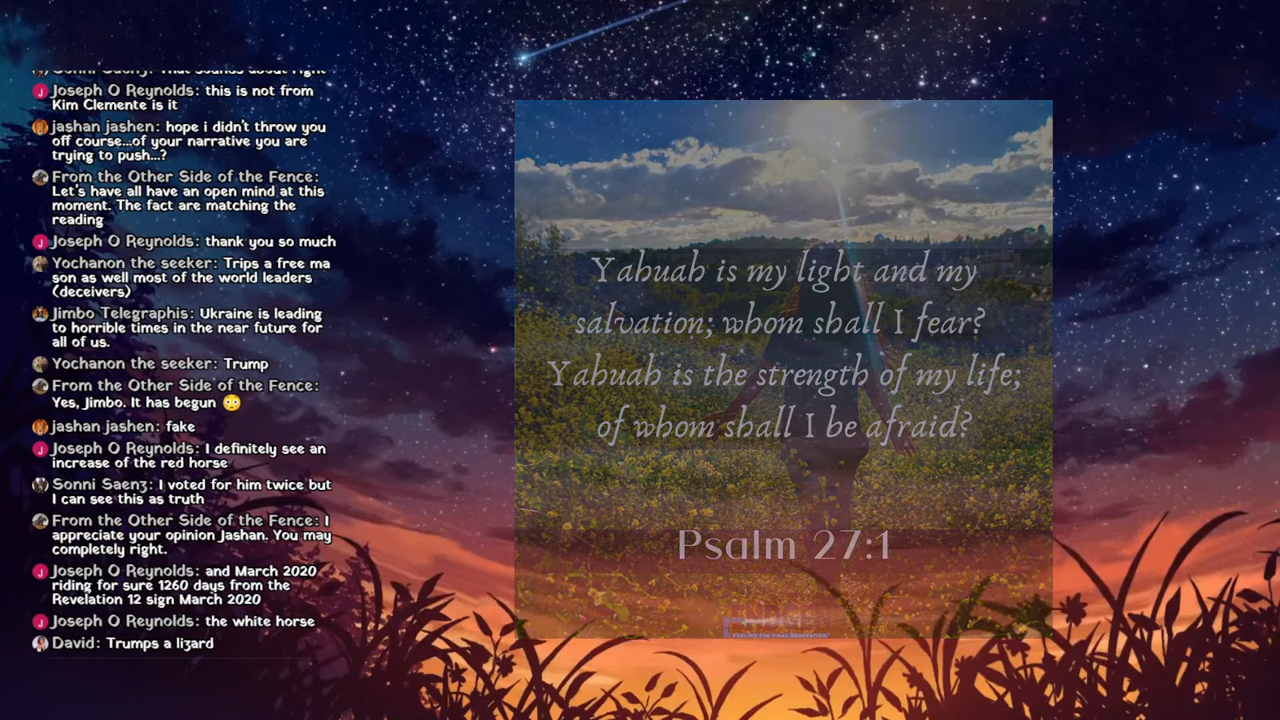 Sonni Saenz: That sounds about right
Joseph O Reynolds: this is not from
Kim Clemente is it
jashan jashen: hope i didn't throw you
off course...of your narrative you are
trying to push...?
From the Other Side of the Fence:
Let's have all have an open mind at this
moment. The fact are matching the
reading
Joseph O Reynolds: thank you so much
Yochanon the seeker: Trips a free ma
son as well most of the world leaders
(deceivers)
Jimbo Telegraphis: Ukraine is leading
to horrible times in the near future for
all of us.
Yochanon the seeker: Trump
From the Other Side of the Fence:
Yes, Jimbo. It has begun 😳
jashan jashen: fake
Joseph O Reynolds: I definitely see an
increase of the red horse
Sonni Saenz: I voted for him twice but
I can see this as truth
From the Other Side of the Fence: I
appreciate your opinion Jashan. You may
completely right.
Joseph O Reynolds: and March 2020
riding for sure 1260 days from the
Revelation 12 sign March 2020
Joseph O Reynolds: the white horse
David: Trumps a lizard
Yahuah is my light and my
salvation; whom shall I fear?
Yahuah is the strength of my life;
of whom shall I be afraid?
Psalm 27:1
FUELING THE FINAL GENERATION